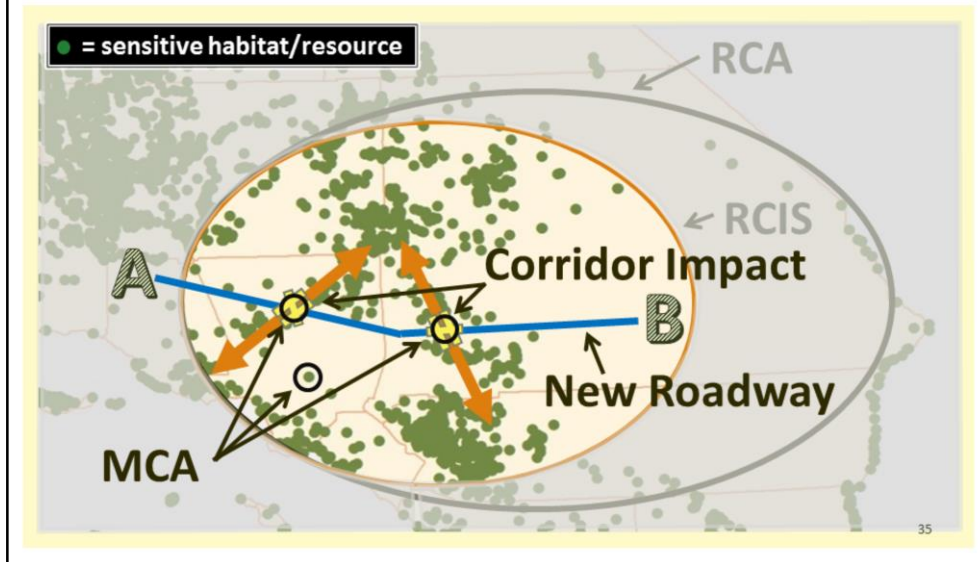 = sensitive habitat/resource
RCA
RCIS
A
Corridor Impact
B
New Roadway
MCA
35